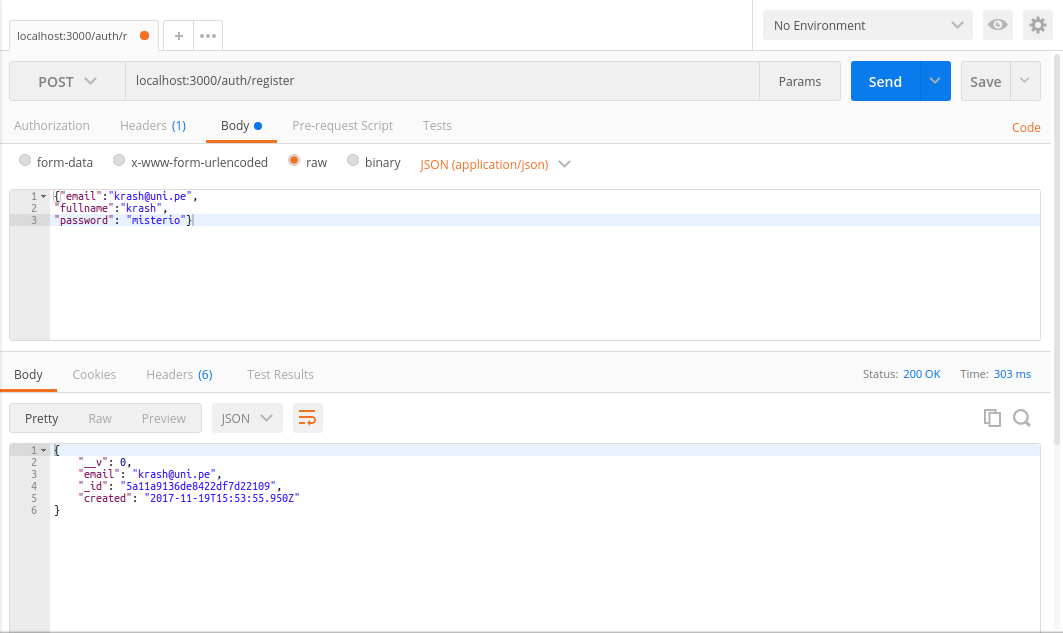 localhost:3000/auth/r
No Environment
POST localhost:3000/auth/register Params Send Save
Authorization Headers (1) Body Pre-request Script Tests Code
form-data x-www-form-urlencoded raw binary JSON (application/json)
1 {"email":"krash@uni.pe",
2 "fullname":"krash",
3 "password": "misterio"}
Body Cookies Headers (6) Test Results Status: 200 OK Time: 303 ms
Pretty Raw Preview JSON
1 {
2 "__v": 0,
3 "email": "krash@uni.pe",
4 "_id": "5a11a9136de8422df7d22109",
5 "created": "2017-11-19T15:53:55.950Z"
6 }